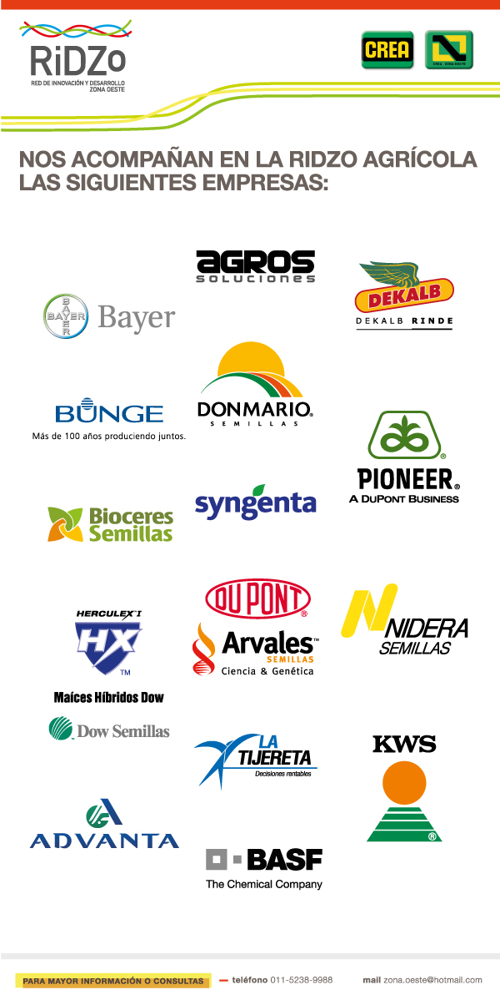 RiDZo
RED DE INNOVACIÓN Y DESARROLLO
ZONA OESTE
CREA
CREA ZONA OESTE
NOS ACOMPAÑAN EN LA RIDZO AGRÍCOLA
LAS SIGUIENTES EMPRESAS:
AGROS
SOLUCIONES
BAYER
BAYER
Bayer
DEKALB
DEKALB RINDE
DONMARIO®
SEMILLAS
BUNGE
Más de 100 años produciendo juntos.
®
PIONEER®
A DUPONT BUSINESS
syngenta
Bioceres
Semillas
DU PONT®
HERCULEX I
HX
TM
Arvales™
SEMILLAS
Ciencia & Genética
NIDERA
SEMILLAS
Maíces Híbridos Dow
Dow Semillas
LA
TIJERETA
Decisiones rentables
KWS
®
ADVANTA
BASF
The Chemical Company
PARA MAYOR INFORMACIÓN O CONSULTAS — teléfono 011-5238-9988 mail zona.oeste@hotmail.com